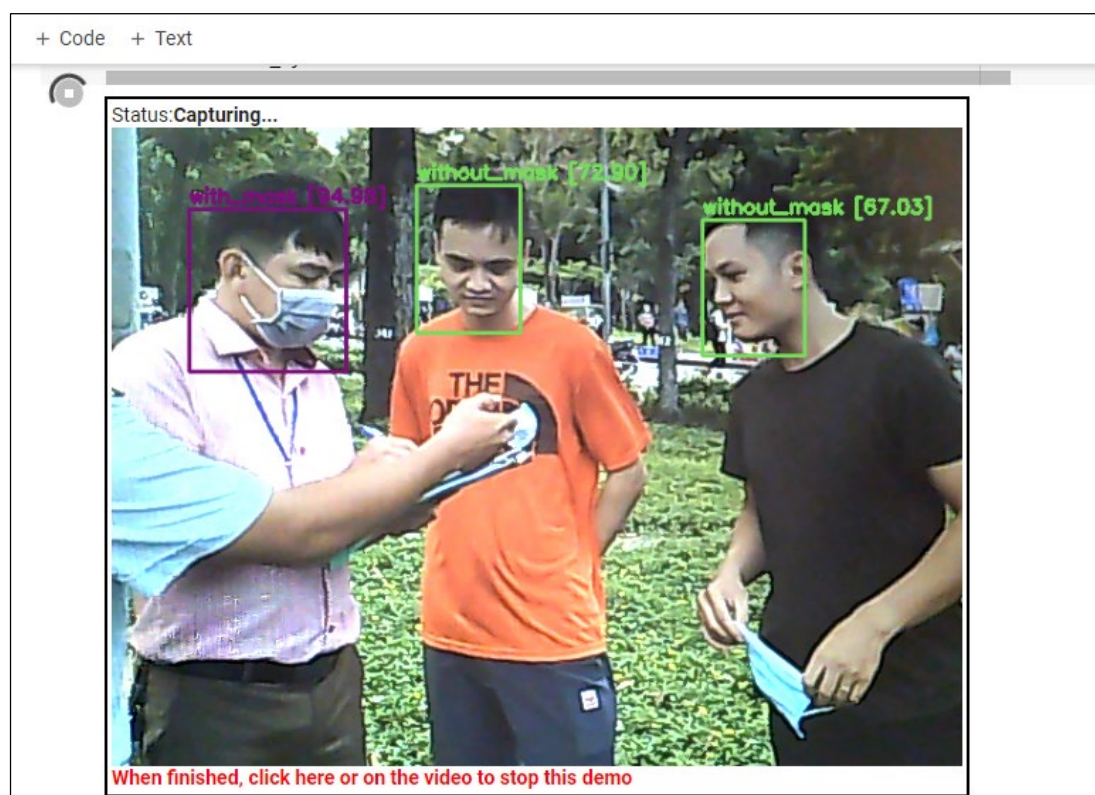 + Code + Text
Status:Capturing...
without_mask [72.90]
with_mask [94.98]
without_mask [67.03]
THE
When finished, click here or on the video to stop this demo